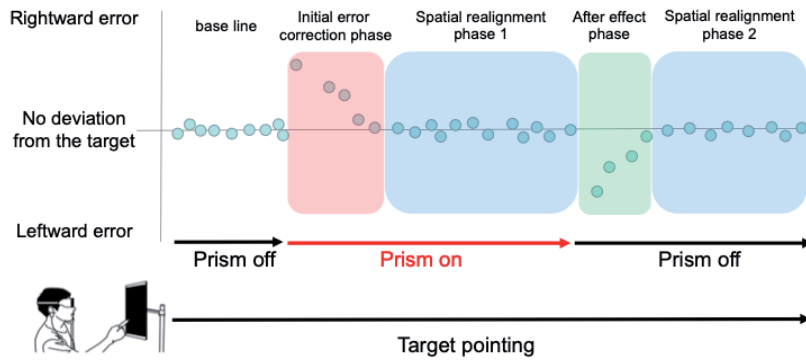 Rightward error
base line
Initial error
correction phase
Spatial realignment
phase 1
After effect
phase
Spatial realignment
phase 2
No deviation
from the target
Leftward error
Prism off
Prism on
Prism off
Target pointing